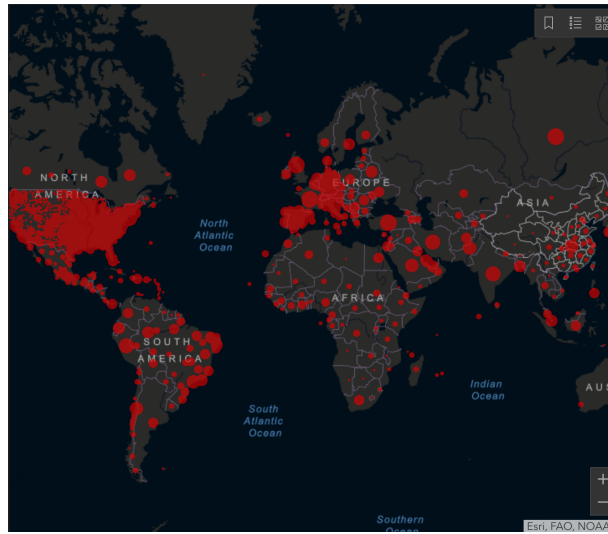 NORTH
AMERICA
EUROPE
ASIA
North
Atlantic
Ocean
AFRICA
SOUTH
AMERICA
Indian
Ocean
AUS
South
Atlantic
Ocean
Southern
Ocean
Esri, FAO, NOAA